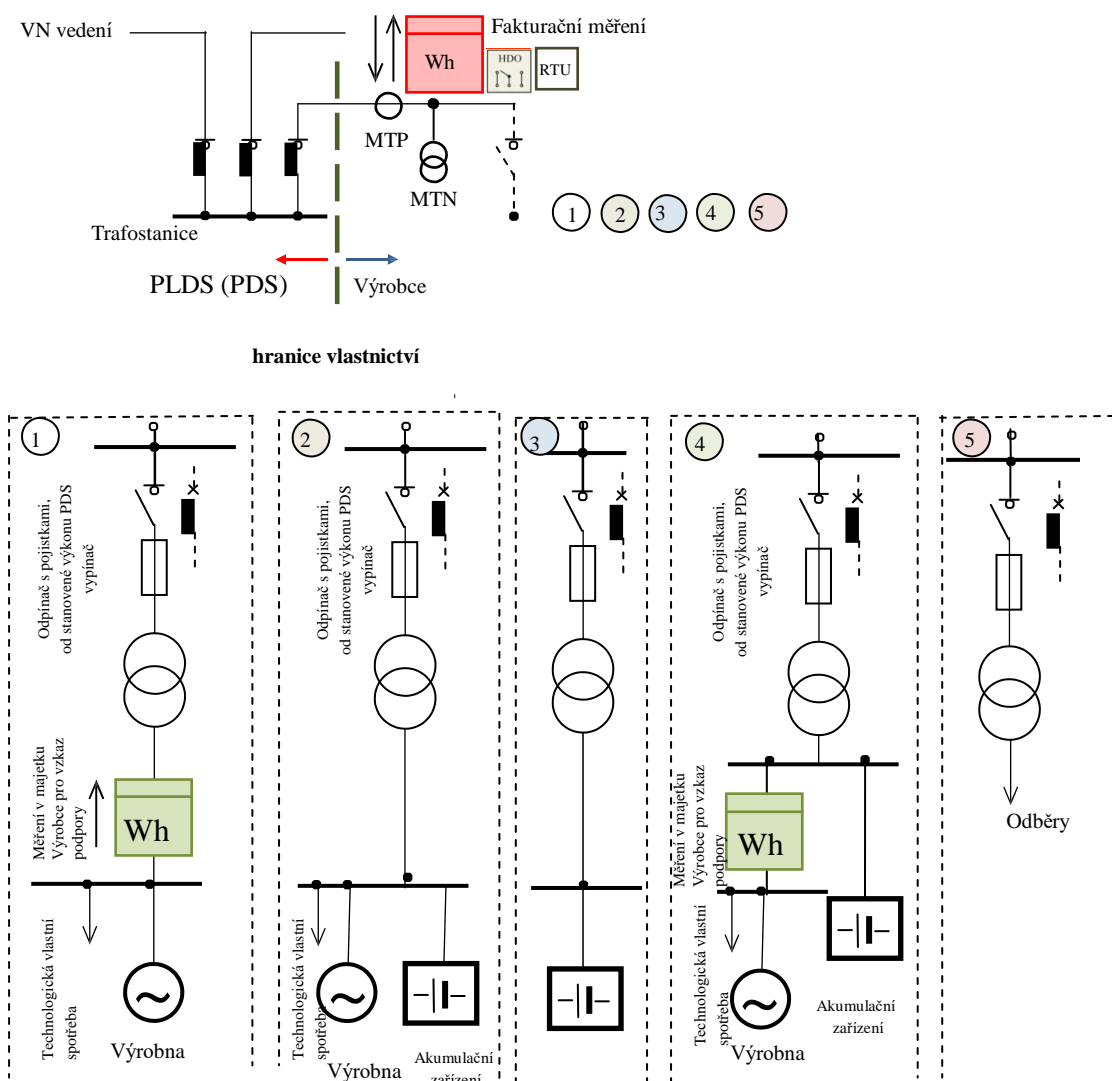 VN vedení
Fakturační měření
Wh
HDO
RTU
MTP
MTN
1 2 3 4 5
Trafostanice
PLDS (PDS)
Výrobce
hranice vlastnictví
1
Odpínač s pojistkami,
od stanovené výkonu PDS
vypínač
Měření v majetku
Výrobce pro vzkaz
podpory
Wh
Technologická vlastní
spotřeba
Výrobna
2
Odpínač s pojistkami,
od stanovené výkonu PDS
vypínač
Technologická vlastní
spotřeba
Výrobna
Akumulační
zařízení
3
4
Odpínač s pojistkami,
od stanovené výkonu PDS
vypínač
Měření v majetku
Výrobce pro vzkaz
podpory
Wh
Technologická vlastní
spotřeba
Výrobna
Akumulační
zařízení
5
Odběry